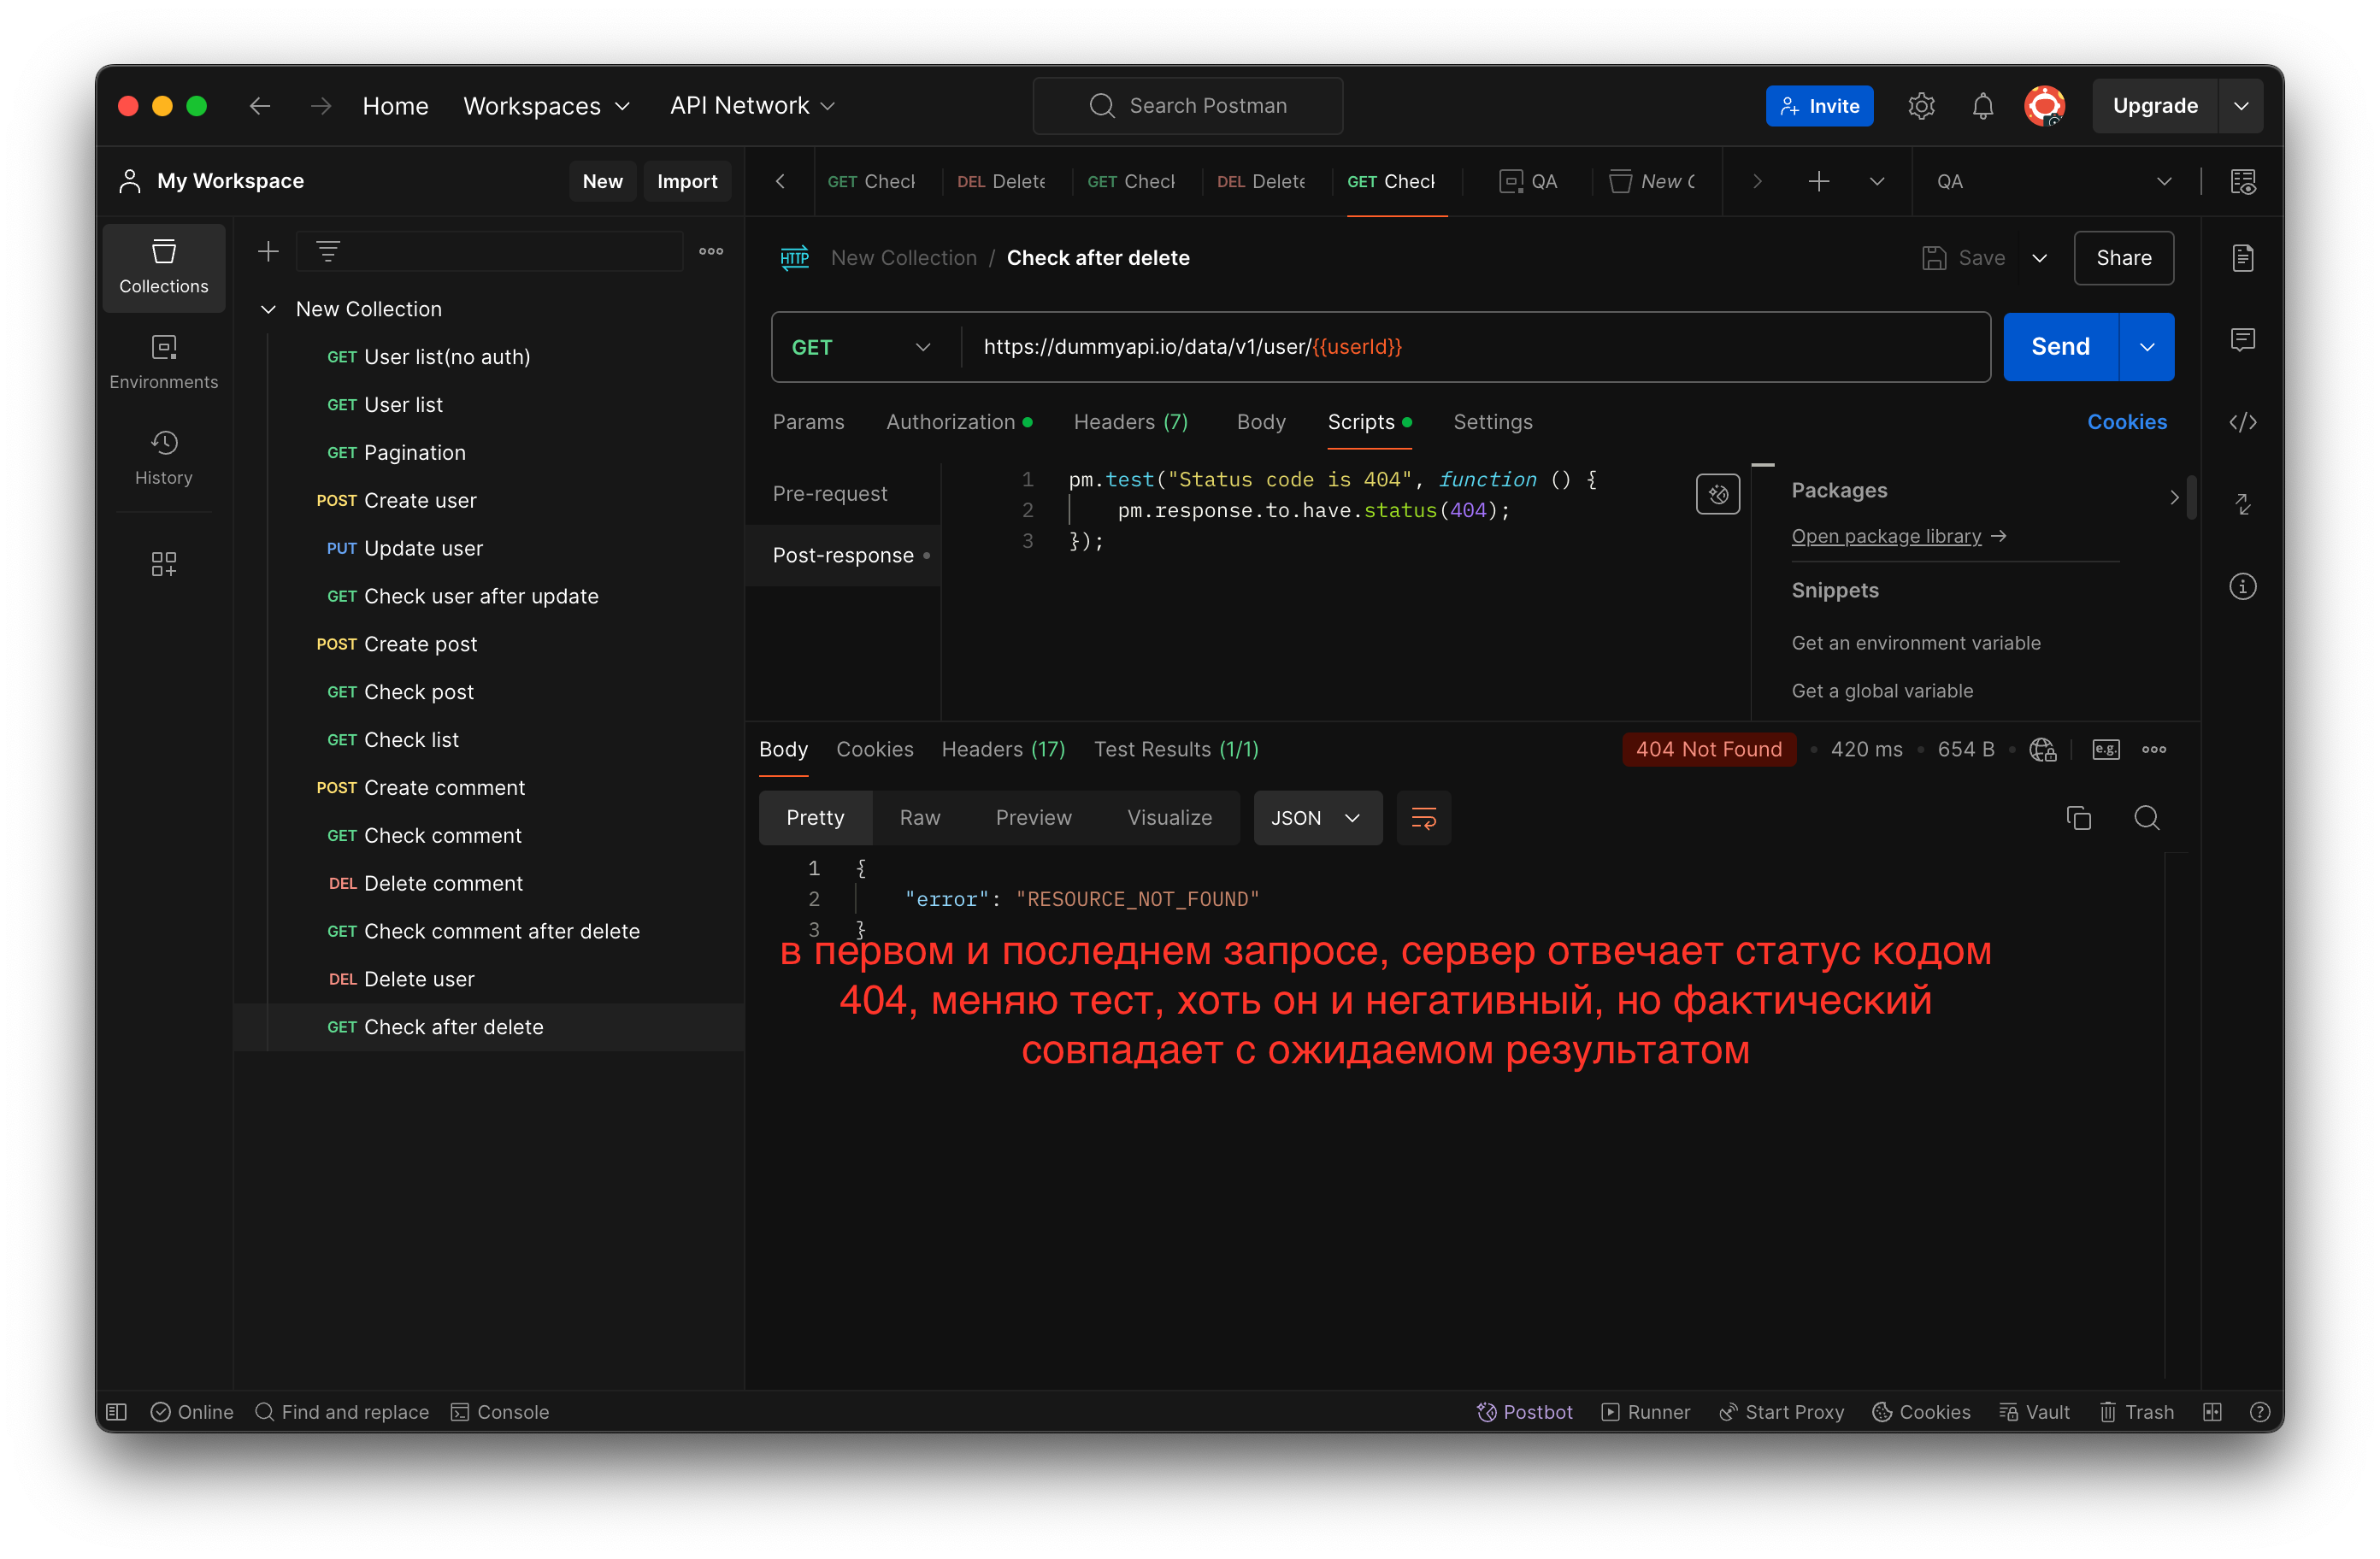 Home Workspaces API Network Search Postman Invite Upgrade
My Workspace New Import
GET Check DEL Delete GET Check DEL Delete GET Check QA New C QA
Collections
Environments
History
New Collection
GET User list(no auth)
GET User list
GET Pagination
POST Create user
PUT Update user
GET Check user after update
POST Create post
GET Check post
GET Check list
POST Create comment
GET Check comment
DEL Delete comment
GET Check comment after delete
DEL Delete user
GET Check after delete
HTTP New Collection / Check after delete Save Share
GET https://dummyapi.io/data/v1/user/{{userId}} Send
Params Authorization Headers (7) Body Scripts Settings Cookies
Pre-request
Post-response
1 pm.test("Status code is 404", function () {
2 pm.response.to.have.status(404);
3 });
Packages
Open package library →
Snippets
Get an environment variable
Get a global variable
Body Cookies Headers (17) Test Results (1/1) 404 Not Found • 420 ms • 654 B • e.g.
Pretty Raw Preview Visualize JSON
1 {
2 "error": "RESOURCE_NOT_FOUND"
3 }
в первом и последнем запросе, сервер отвечает статус кодом
404, меняю тест, хоть он и негативный, но фактический
совпадает с ожидаемом результатом
Online Find and replace Console Postbot Runner Start Proxy Cookies Vault Trash